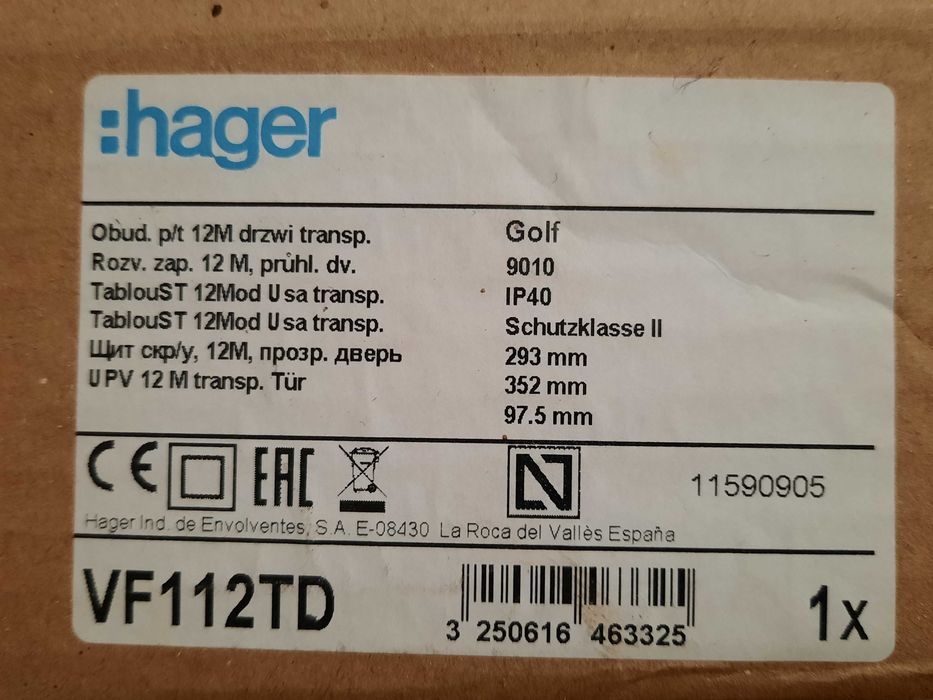 :hager
Obud. p/t 12M drzwi transp.
Rozv. zap. 12 M, průhl. dv.
TablouST 12Mod Usa transp.
TablouST 12Mod Usa transp.
Щит скр/у, 12М, прозр. дверь
UPV 12 M transp. Tür
Golf
9010
IP40
Schutzklasse II
293 mm
352 mm
97.5 mm
CE EAC N 11590905
Hager Ind. de Envolventes, S.A. E-08430 La Roca del Vallès España
VF112TD
3 250616 463325
1x